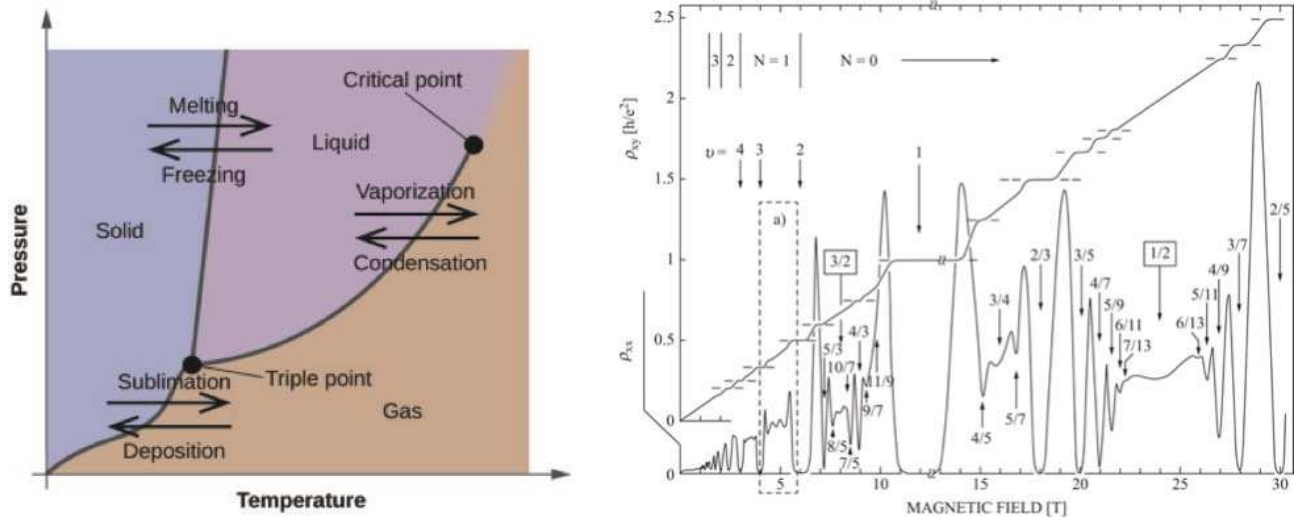 Pressure
Critical point
Melting
Liquid
Freezing
Vaporization
Solid
Condensation
Sublimation
Triple point
Gas
Deposition
Temperature
2.5
3 2 N = 1 N = 0
2
ρxy [h/e²]
υ = 4 3 2 1
1.5
a)
3/2
1
2/3
3/5
1/2
2/5
3/7
4/7
4/9
5/9
5/11
3/4
6/11
6/13
7/13
0.5
5/3
4/3
10/7
11/9
9/7
ρxx
0
4/5
5/7
8/5
7/5
0
5 10 15 20 25 30
MAGNETIC FIELD [T]